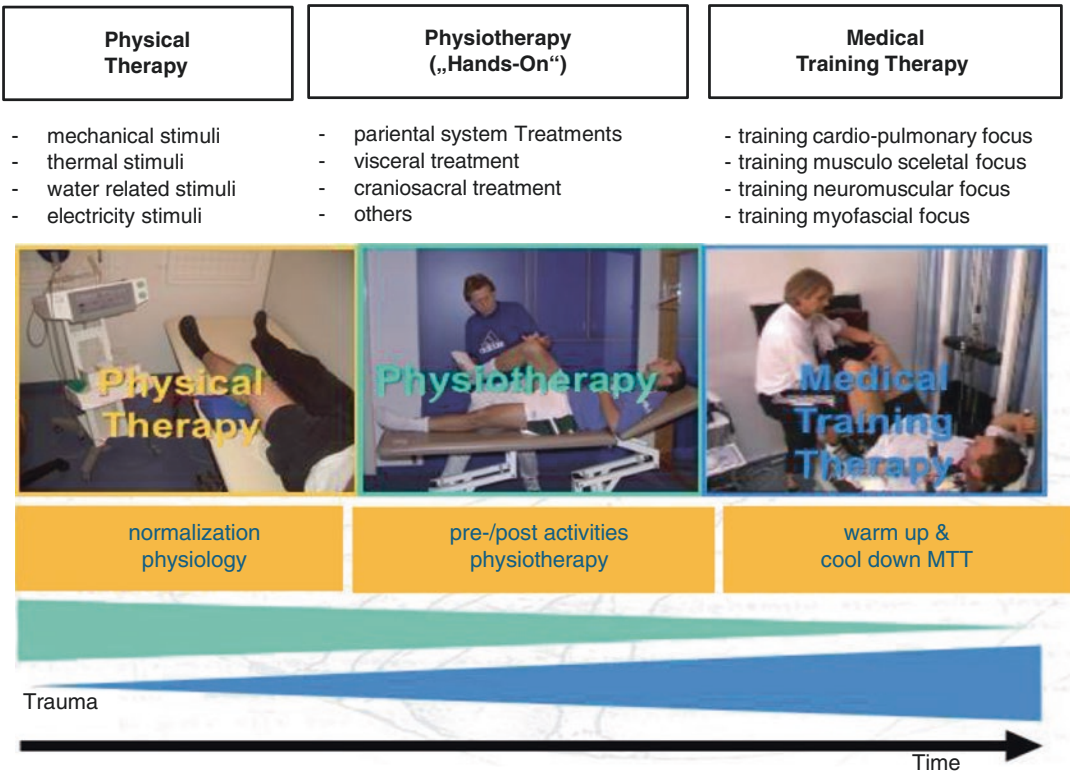 Physical
Therapy
Physiotherapy
(„Hands-On“)
Medical
Training Therapy
- mechanical stimuli
- thermal stimuli
- water related stimuli
- electricity stimuli
- pariental system Treatments
- visceral treatment
- craniosacral treatment
- others
- training cardio-pulmonary focus
- training musculo sceletal focus
- training neuromuscular focus
- training myofascial focus
Physical
Therapy
adidas
Physiotherapy
Medical
Training
Therapy
normalization
physiology
pre-/post activities
physiotherapy
warm up &
cool down MTT
Trauma
Time